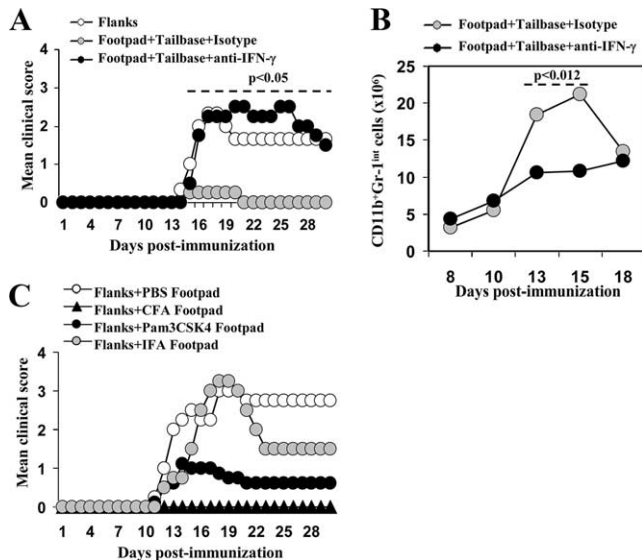 A
Flanks
Footpad+Tailbase+Isotype
Footpad+Tailbase+anti-IFN-γ
4
3
2
1
0
p<0.05
Mean clinical score
1 4 7 10 13 16 19 22 25 28
Days post-immunization
B
Footpad+Tailbase+Isotype
Footpad+Tailbase+anti-IFN-γ
25
20
15
10
5
0
p<0.012
CD11b⁺Gr-1ⁱⁿᵗ cells (x10⁶)
8 10 13 15 18
Days post-immunization
C
Flanks+PBS Footpad
Flanks+CFA Footpad
Flanks+Pam3CSK4 Footpad
Flanks+IFA Footpad
4
3
2
1
0
Mean clinical score
1 4 7 10 13 16 19 22 25 28
Days post-immunization